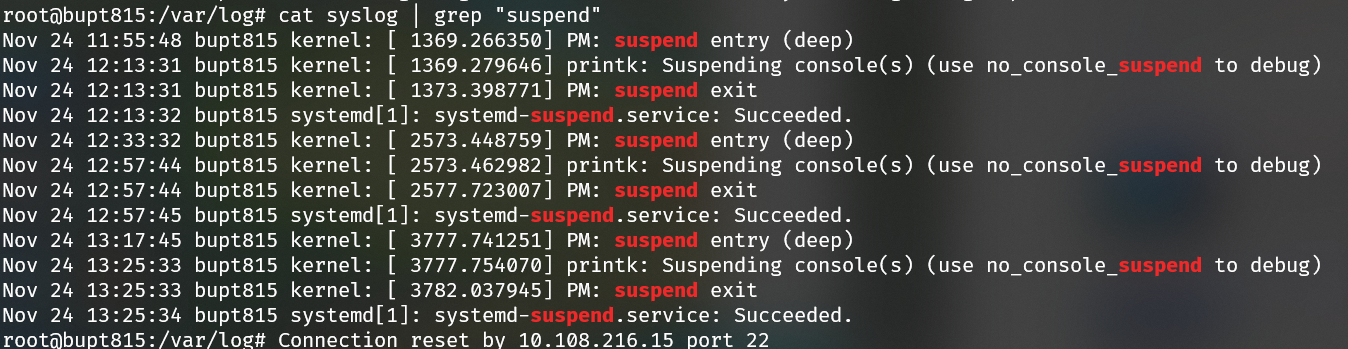 root@bupt815:/var/log# cat syslog | grep "suspend"
Nov 24 11:55:48 bupt815 kernel: [ 1369.266350] PM: suspend entry (deep)
Nov 24 12:13:31 bupt815 kernel: [ 1369.279646] printk: Suspending console(s) (use no_console_suspend to debug)
Nov 24 12:13:31 bupt815 kernel: [ 1373.398771] PM: suspend exit
Nov 24 12:13:32 bupt815 systemd[1]: systemd-suspend.service: Succeeded.
Nov 24 12:33:32 bupt815 kernel: [ 2573.448759] PM: suspend entry (deep)
Nov 24 12:57:44 bupt815 kernel: [ 2573.462982] printk: Suspending console(s) (use no_console_suspend to debug)
Nov 24 12:57:44 bupt815 kernel: [ 2577.723007] PM: suspend exit
Nov 24 12:57:45 bupt815 systemd[1]: systemd-suspend.service: Succeeded.
Nov 24 13:17:45 bupt815 kernel: [ 3777.741251] PM: suspend entry (deep)
Nov 24 13:25:33 bupt815 kernel: [ 3777.754070] printk: Suspending console(s) (use no_console_suspend to debug)
Nov 24 13:25:33 bupt815 kernel: [ 3782.037945] PM: suspend exit
Nov 24 13:25:34 bupt815 systemd[1]: systemd-suspend.service: Succeeded.
root@bupt815:/var/log# Connection reset by 10.108.216.15 port 22